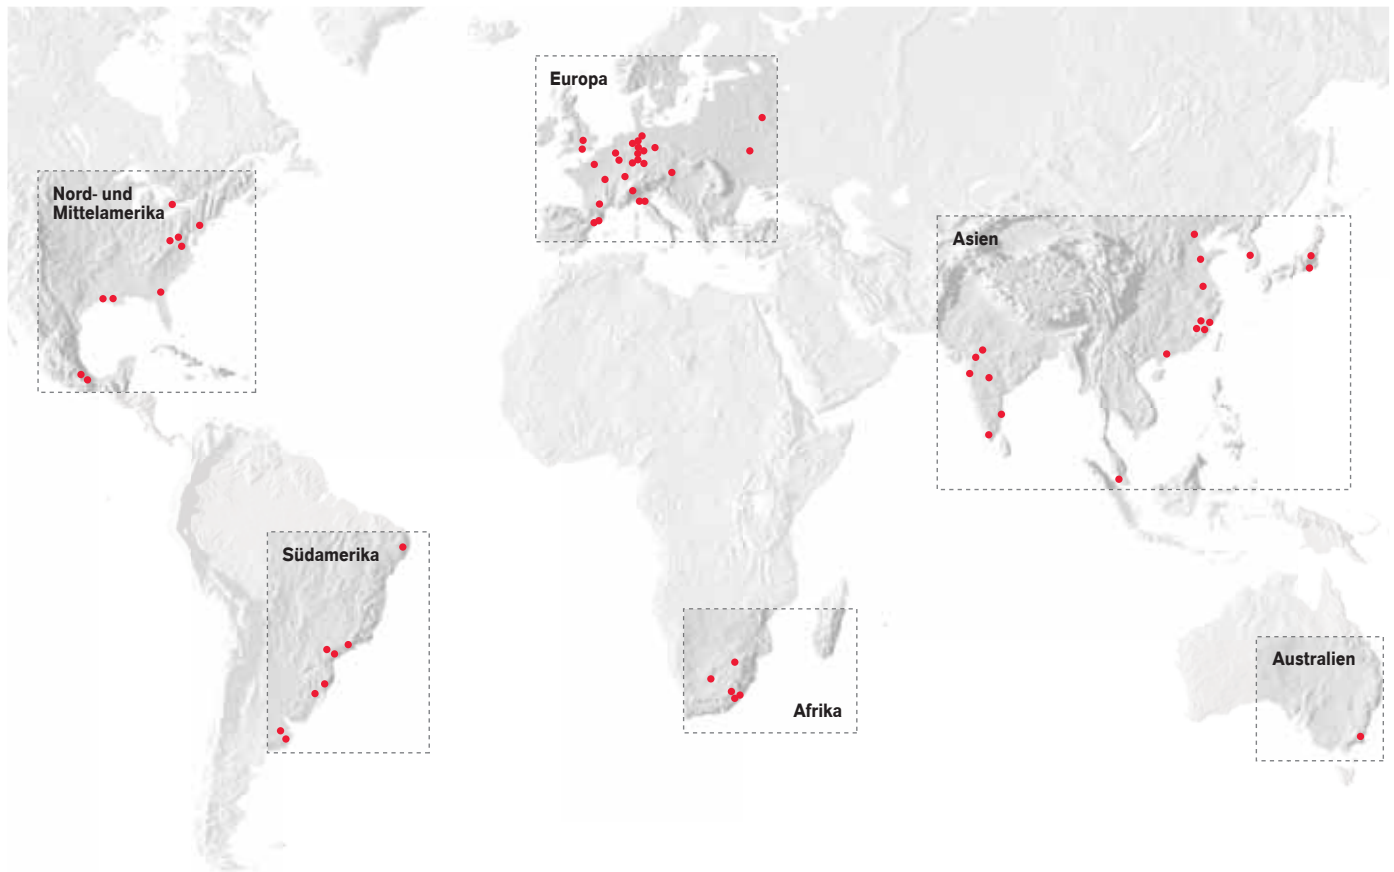 Europa
Nord- und
Mittelamerika
Asien
Südamerika
Australien
Afrika